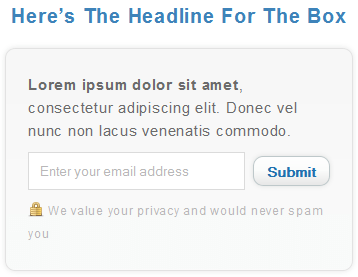 Here's The Headline For The Box
Lorem ipsum dolor sit amet,
consectetur adipiscing elit. Donec vel
nunc non lacus venenatis commodo.
Enter your email address
Submit
We value your privacy and would never spam
you